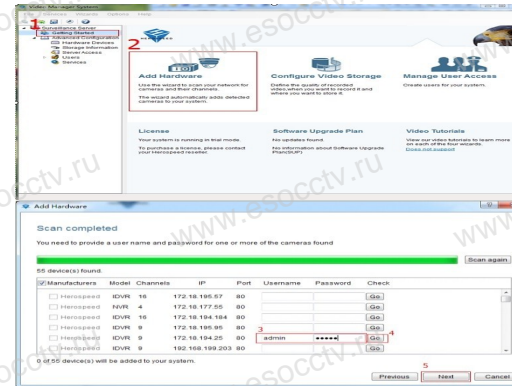 Video Manager System
File Browse Reports Options Help
1
Surveillance Server
Getting Started
Advanced Configuration
Hardware Devices
Storage Information
Server Access
Users
Services
2
Add Hardware
Use the wizard to scan your network for
cameras and their channels.
The wizard automatically adds detected
cameras to your system.
Configure Video Storage
Define the quality of recorded
video,when you want to record it and
where you want to store it.
Manage User Access
Create users for your system.
License
Your system is running in trial mode.
To purchase a license, please contact
your Herospeed reseller.
Software Upgrade Plan
No updates found
No information about Software Upgrade
Plan(SUP)
Video Tutorials
View our video tutorials to learn more
on each of the four wizards.
Does not support
Add Hardware
Scan completed
You need to provide a user name and password for one or more of the cameras found
Scan again
55 device(s) found.
Manufacturers Model Channels IP Port Username Password Check
Herospeed IDVR 16 172.18.195.57 80 Go
Herospeed NVR 4 172.18.177.55 80 Go
Herospeed IDVR 16 172.18.194.184 80 Go
Herospeed IDVR 9 172.18.195.95 80 Go
Herospeed IDVR 9 172.18.194.25 80 3 admin ••••• Go 4
Herospeed IDVR 9 192.168.199.203 80 Go
0 of 55 device(s) will be added to your system.
5
Previous Next Cancel
www.esocctv.ru